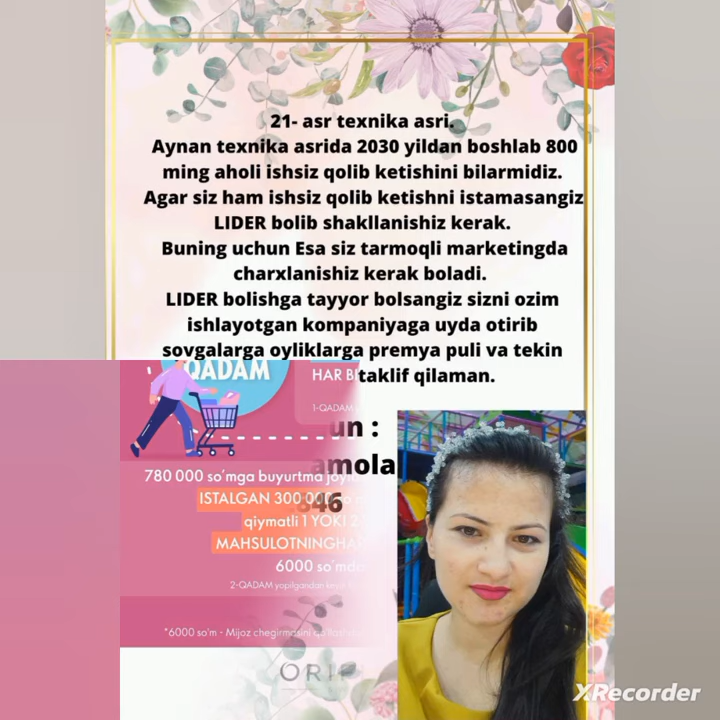 21- asr texnika asri.
Aynan texnika asrida 2030 yildan boshlab 800
ming aholi ishsiz qolib ketishini bilarmidiz.
Agar siz ham ishsiz qolib ketishni istamasangiz
LIDER bolib shakllanishiz kerak.
Buning uchun Esa siz tarmoqli marketingda
charxlanishiz kerak boladi.
LIDER bolishga tayyor bolsangiz sizni ozim
ishlayotgan kompaniyaga uyda otirib
sovgalarga oyliklarga premya puli va tekin
taklif qilaman.
QADAM
HAR
1-QADAM
un :
amola
846
780 000 so'mga buyurtma
ISTALGAN 300 000
qiymatli 1 YOKI 2
6000
2-QADAM yopilgandan
*6000 so'm - Mijoz chegirmasini
ORIF
XRecorder